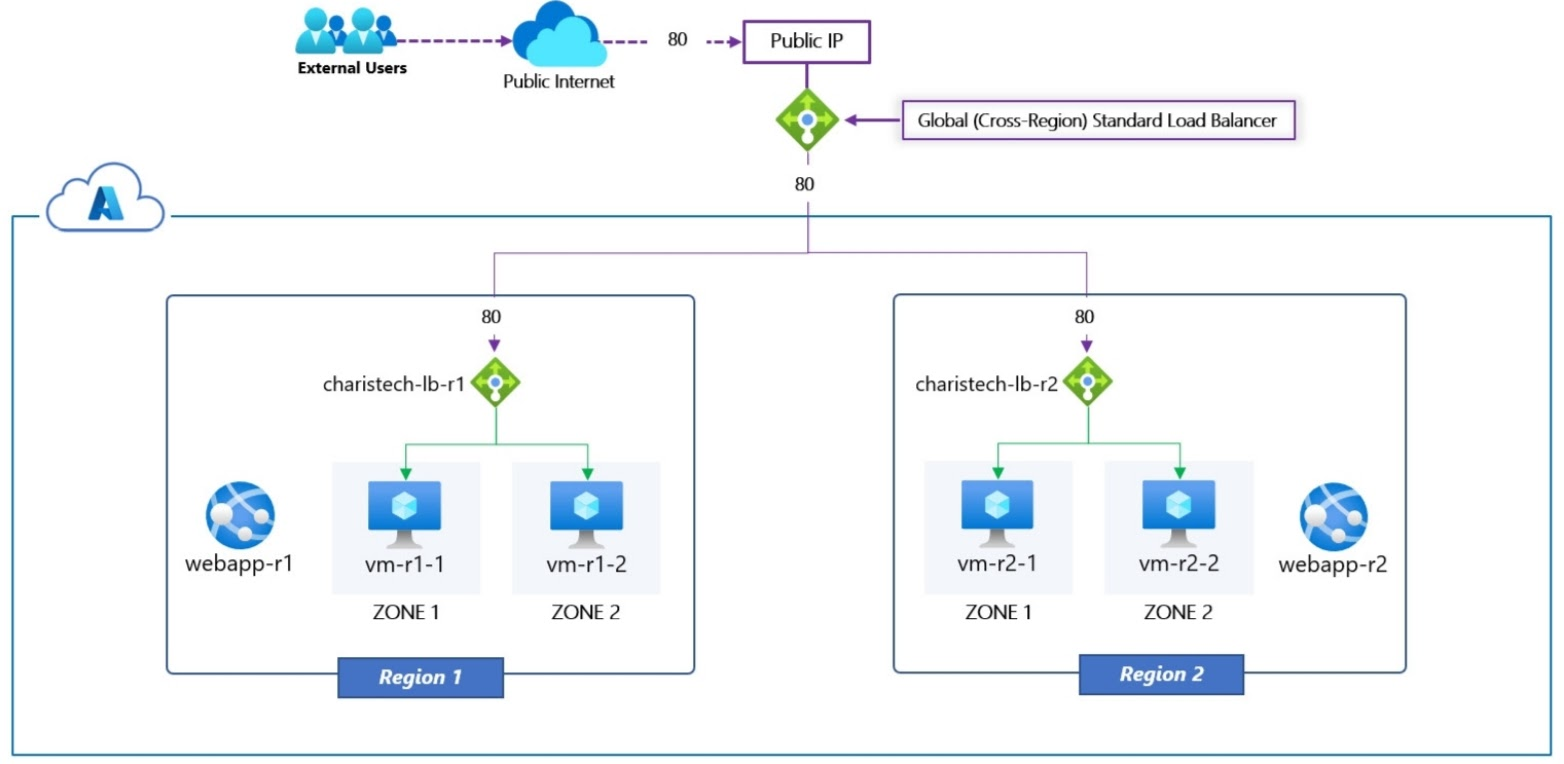 External Users
Public Internet
80
Public IP
Global (Cross-Region) Standard Load Balancer
80
80
charistech-lb-r1
webapp-r1
vm-r1-1
vm-r1-2
ZONE 1
ZONE 2
Region 1
80
charistech-lb-r2
vm-r2-1
vm-r2-2
webapp-r2
ZONE 1
ZONE 2
Region 2